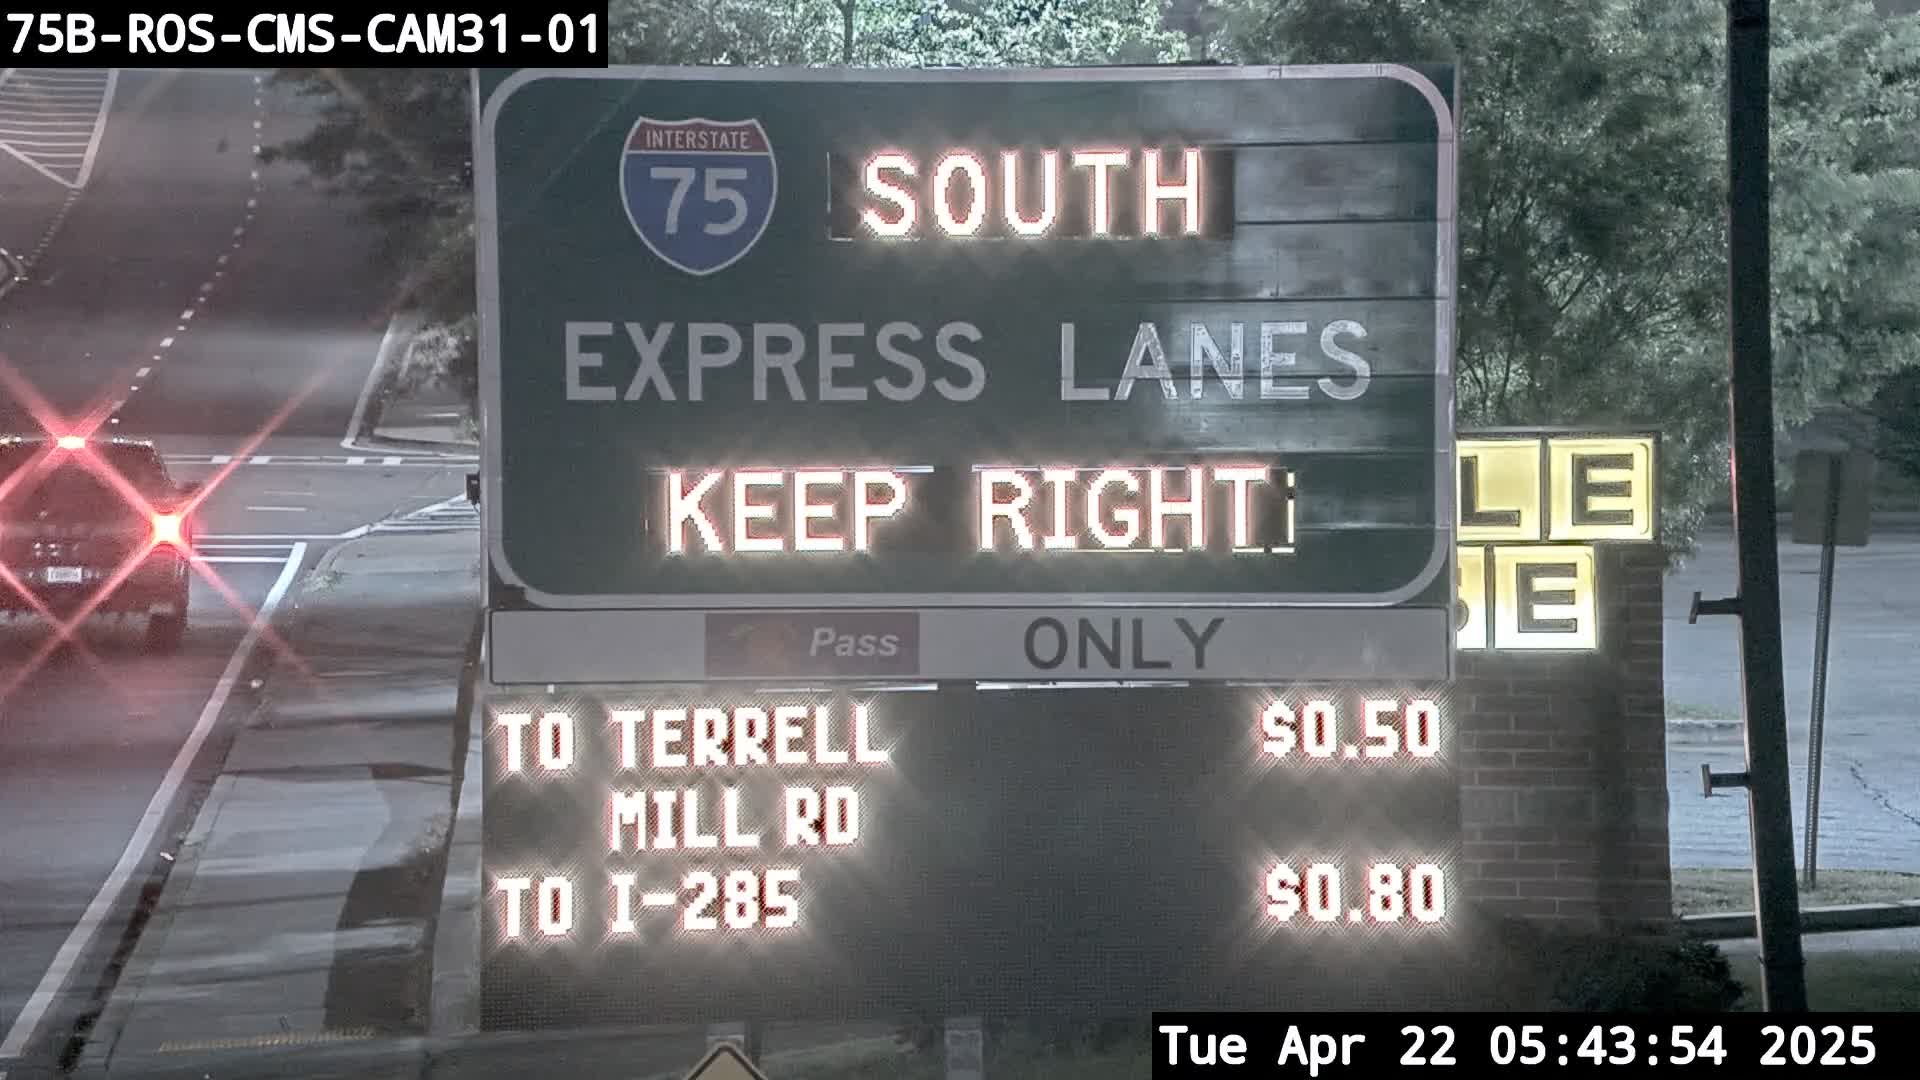 75B-ROS-CMS-CAM31-01
INTERSTATE
75
SOUTH
EXPRESS LANES
KEEP RIGHT
Pass ONLY
TO TERRELL $0.50
MILL RD
TO I-285 $0.80
LE
E
Tue Apr 22 05:43:54 2025